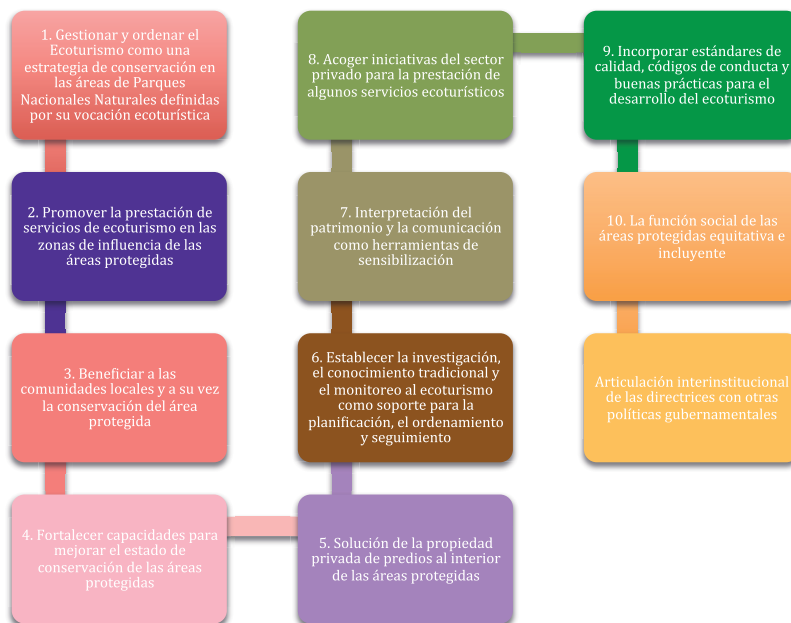 1. Gestionar y ordenar el
Ecoturismo como una
estrategia de conservación en
las áreas de Parques
Nacionales Naturales definidas
por su vocación ecoturística
2. Promover la prestación de
servicios de ecoturismo en las
zonas de influencia de las
áreas protegidas
3. Beneficiar a las
comunidades locales y a su vez
la conservación del área
protegida
4. Fortalecer capacidades para
mejorar el estado de
conservación de las áreas
protegidas
5. Solución de la propiedad
privada de predios al interior
de las áreas protegidas
6. Establecer la investigación,
el conocimiento tradicional y
el monitoreo al ecoturismo
como soporte para la
planificación, el ordenamiento
y seguimiento
7. Interpretación del
patrimonio y la comunicación
como herramientas de
sensibilización
8. Acoger iniciativas del sector
privado para la prestación de
algunos servicios ecoturísticos
9. Incorporar estándares de
calidad, códigos de conducta y
buenas prácticas para el
desarrollo del ecoturismo
10. La función social de las
áreas protegidas equitativa e
incluyente
Articulación interinstitucional
de las directrices con otras
políticas gubernamentales